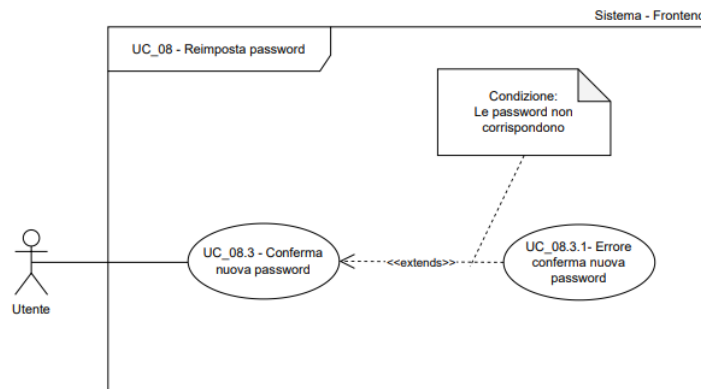 Sistema - Frontend
UC_08 - Reimposta password
Condizione:
Le password non
corrispondono
UC_08.3 - Conferma
nuova password
<<extends>>
UC_08.3.1- Errore
conferma nuova
password
Utente